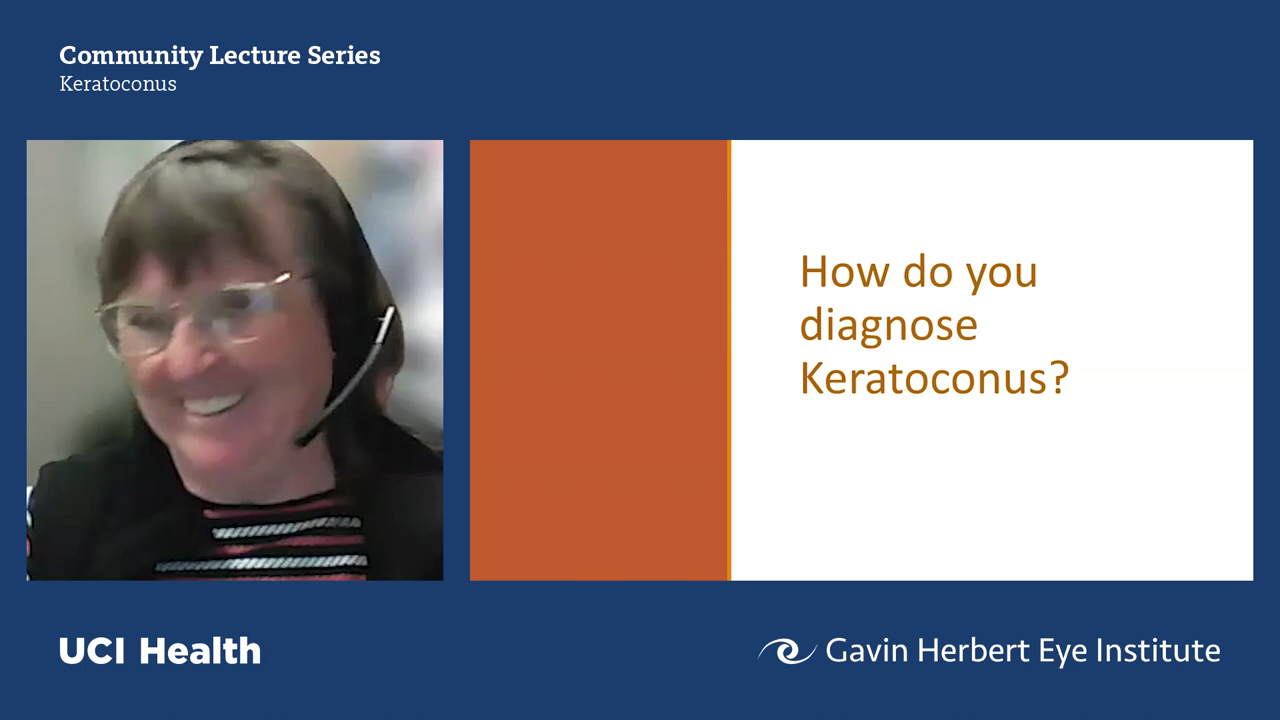 Community Lecture Series
Keratoconus
How do you
diagnose
Keratoconus?
UCI Health
Gavin Herbert Eye Institute